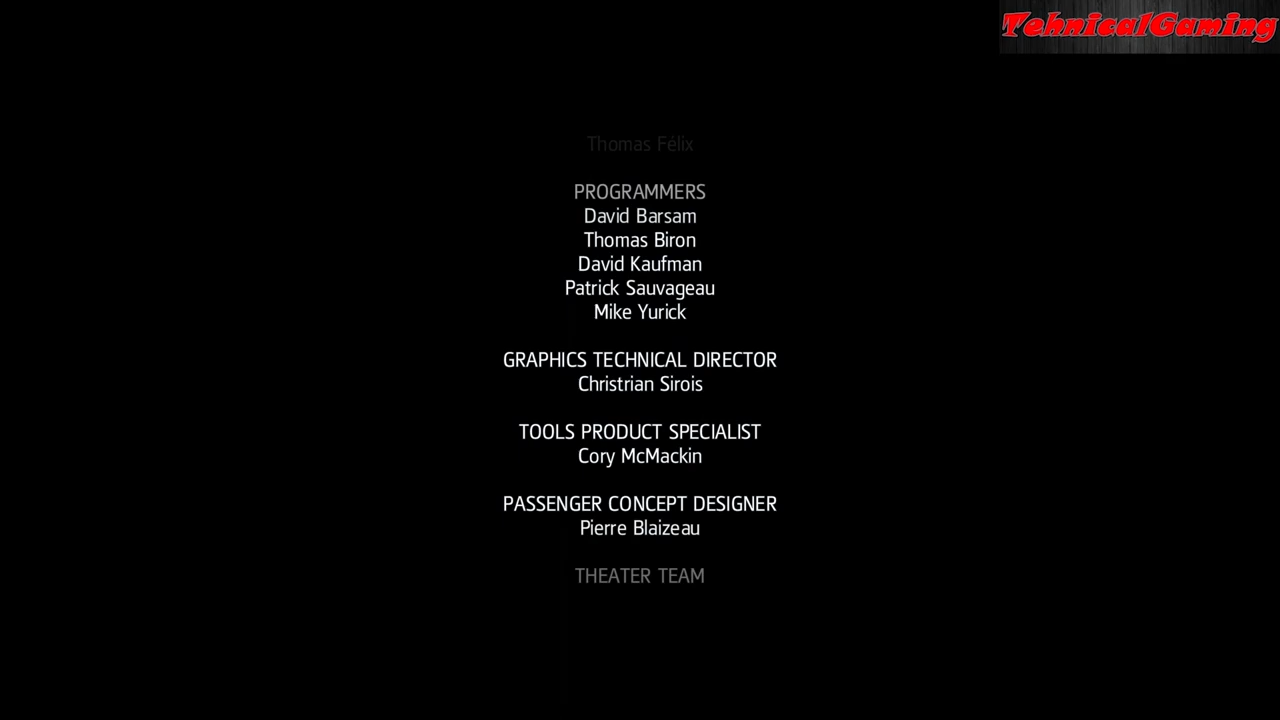 TehnicalGaming
Thomas Félix
PROGRAMMERS
David Barsam
Thomas Biron
David Kaufman
Patrick Sauvageau
Mike Yurick
GRAPHICS TECHNICAL DIRECTOR
Christrian Sirois
TOOLS PRODUCT SPECIALIST
Cory McMackin
PASSENGER CONCEPT DESIGNER
Pierre Blaizeau
THEATER TEAM